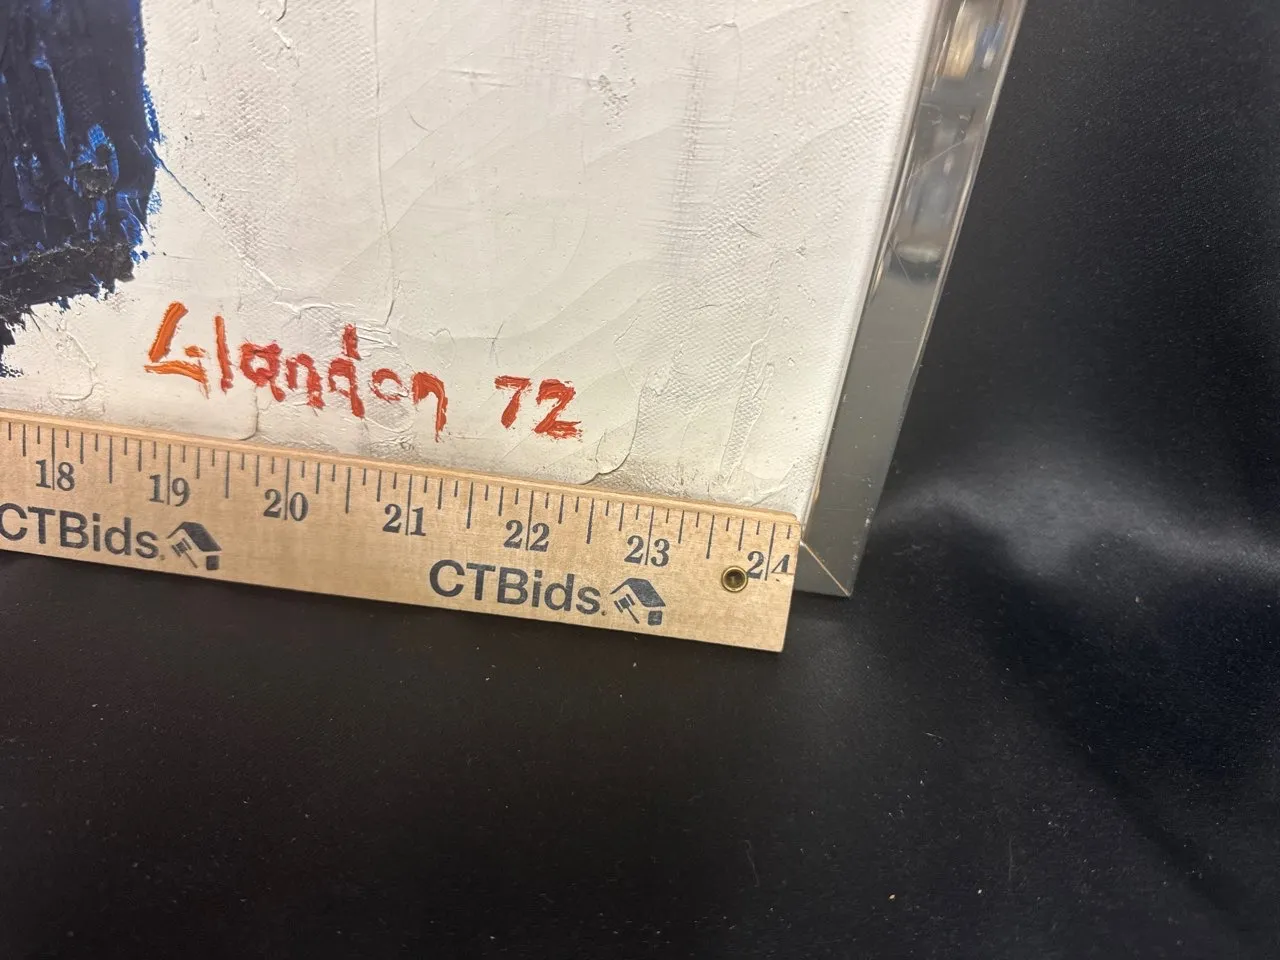 Glandon 72
18 19 20 21 22 23 24
CTBids. CTBids.